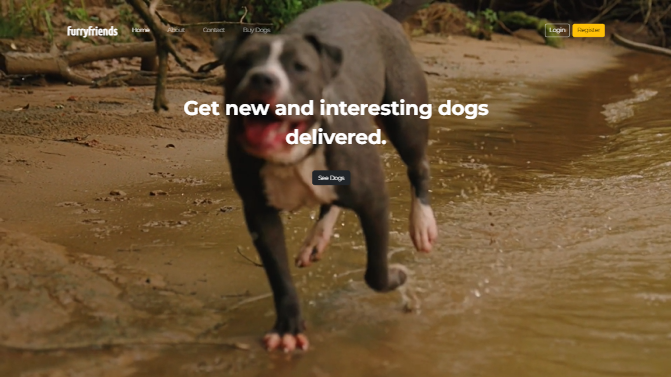 furryfriends Home About Contact Buy Dogs Login Register
Get new and interesting dogs
delivered.
See Dogs